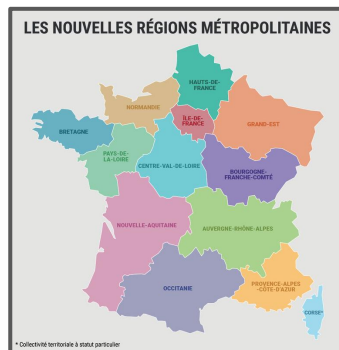 LES NOUVELLES RÉGIONS MÉTROPOLITAINES
HAUTS-DE-
FRANCE
NORMANDIE
ÎLE-DE-
FRANCE
GRAND-EST
BRETAGNE
PAYS-DE-
LA-LOIRE
CENTRE-VAL-DE-LOIRE
BOURGOGNE-
FRANCHE-COMTÉ
NOUVELLE-AQUITAINE
AUVERGNE-RHÔNE-ALPES
OCCITANIE
PROVENCE-ALPES
-CÔTE-D'AZUR
CORSE*
* Collectivité territoriale à statut particulier